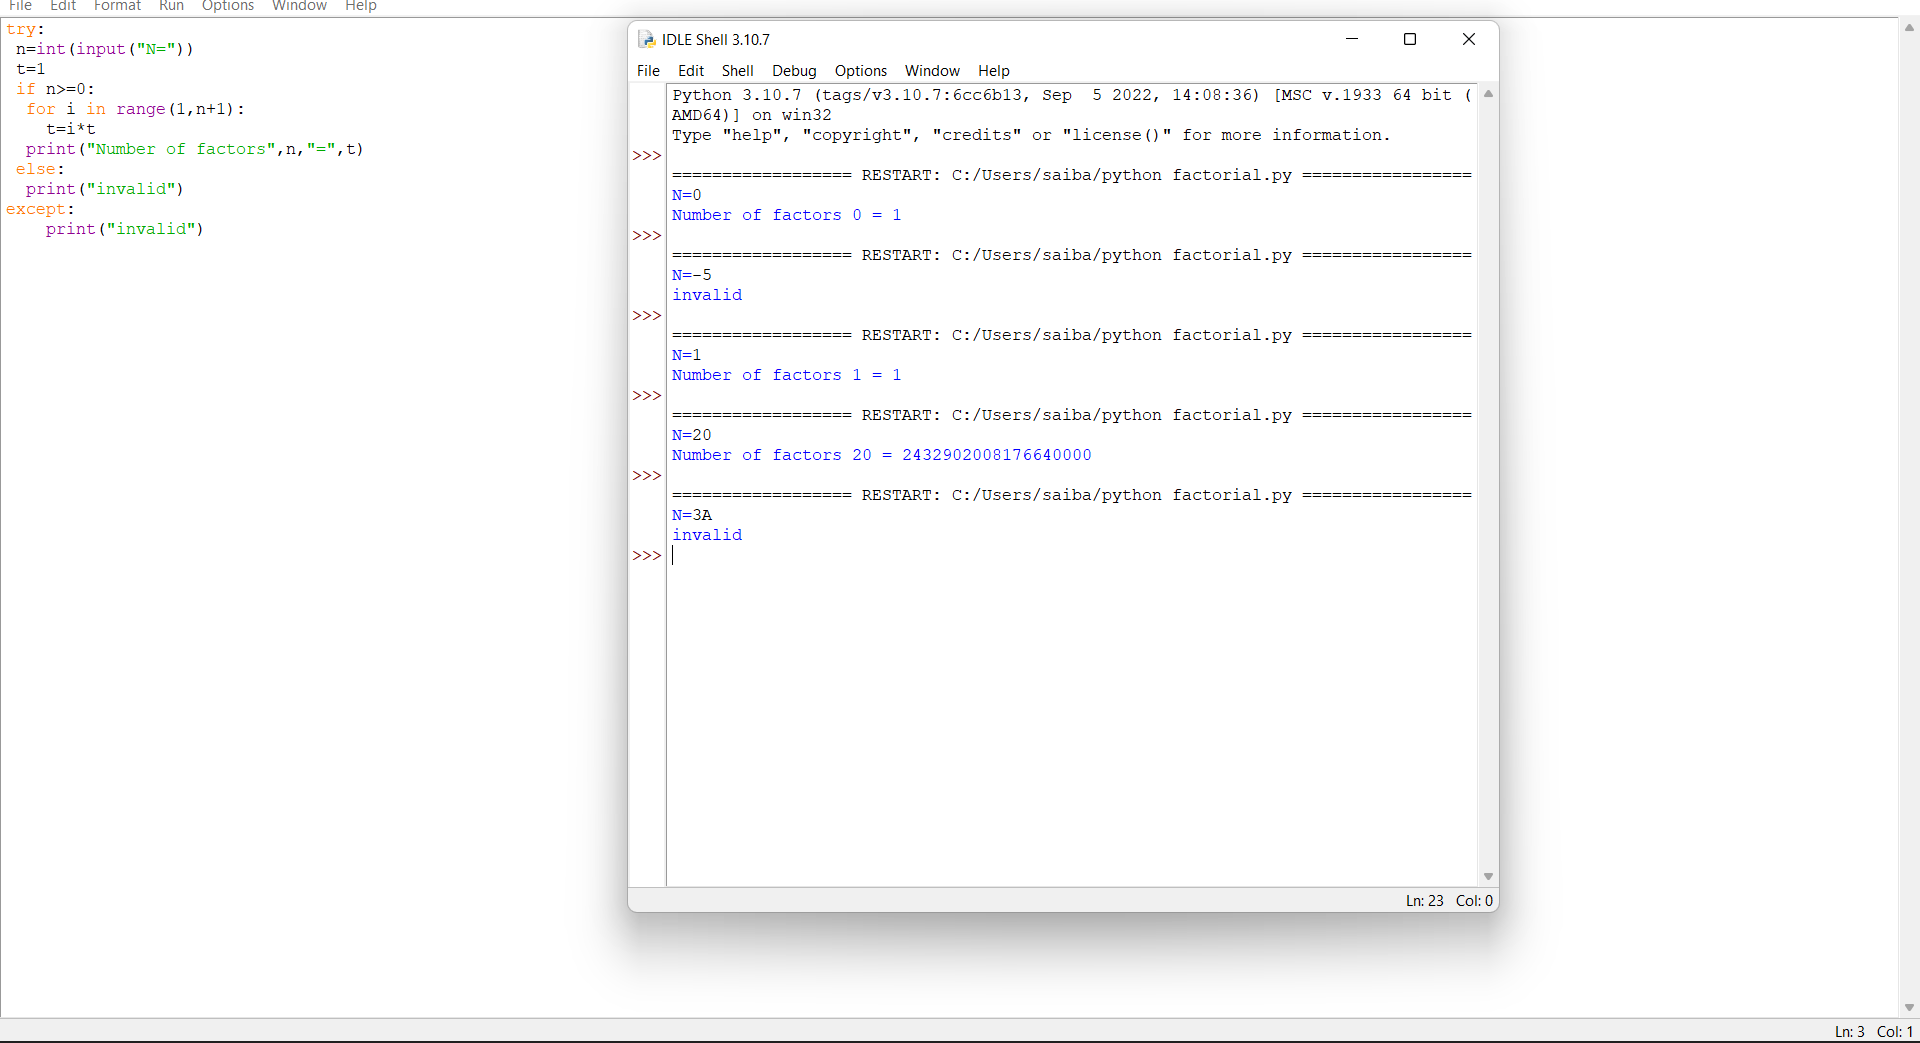 File Edit Format Run Options Window Help
try:
 n=int(input("N="))
 t=1
 if n>=0:
  for i in range(1,n+1):
    t=i*t
  print("Number of factors",n,"=",t)
 else:
  print("invalid")
except:
    print("invalid")
IDLE Shell 3.10.7
File Edit Shell Debug Options Window Help
Python 3.10.7 (tags/v3.10.7:6cc6b13, Sep  5 2022, 14:08:36) [MSC v.1933 64 bit (
AMD64)] on win32
Type "help", "copyright", "credits" or "license()" for more information.
>>>
================== RESTART: C:/Users/saiba/python factorial.py =================
N=0
Number of factors 0 = 1
>>>
================== RESTART: C:/Users/saiba/python factorial.py =================
N=-5
invalid
>>>
================== RESTART: C:/Users/saiba/python factorial.py =================
N=1
Number of factors 1 = 1
>>>
================== RESTART: C:/Users/saiba/python factorial.py =================
N=20
Number of factors 20 = 2432902008176640000
>>>
================== RESTART: C:/Users/saiba/python factorial.py =================
N=3A
invalid
>>>
Ln: 23 Col: 0
Ln: 3 Col: 1